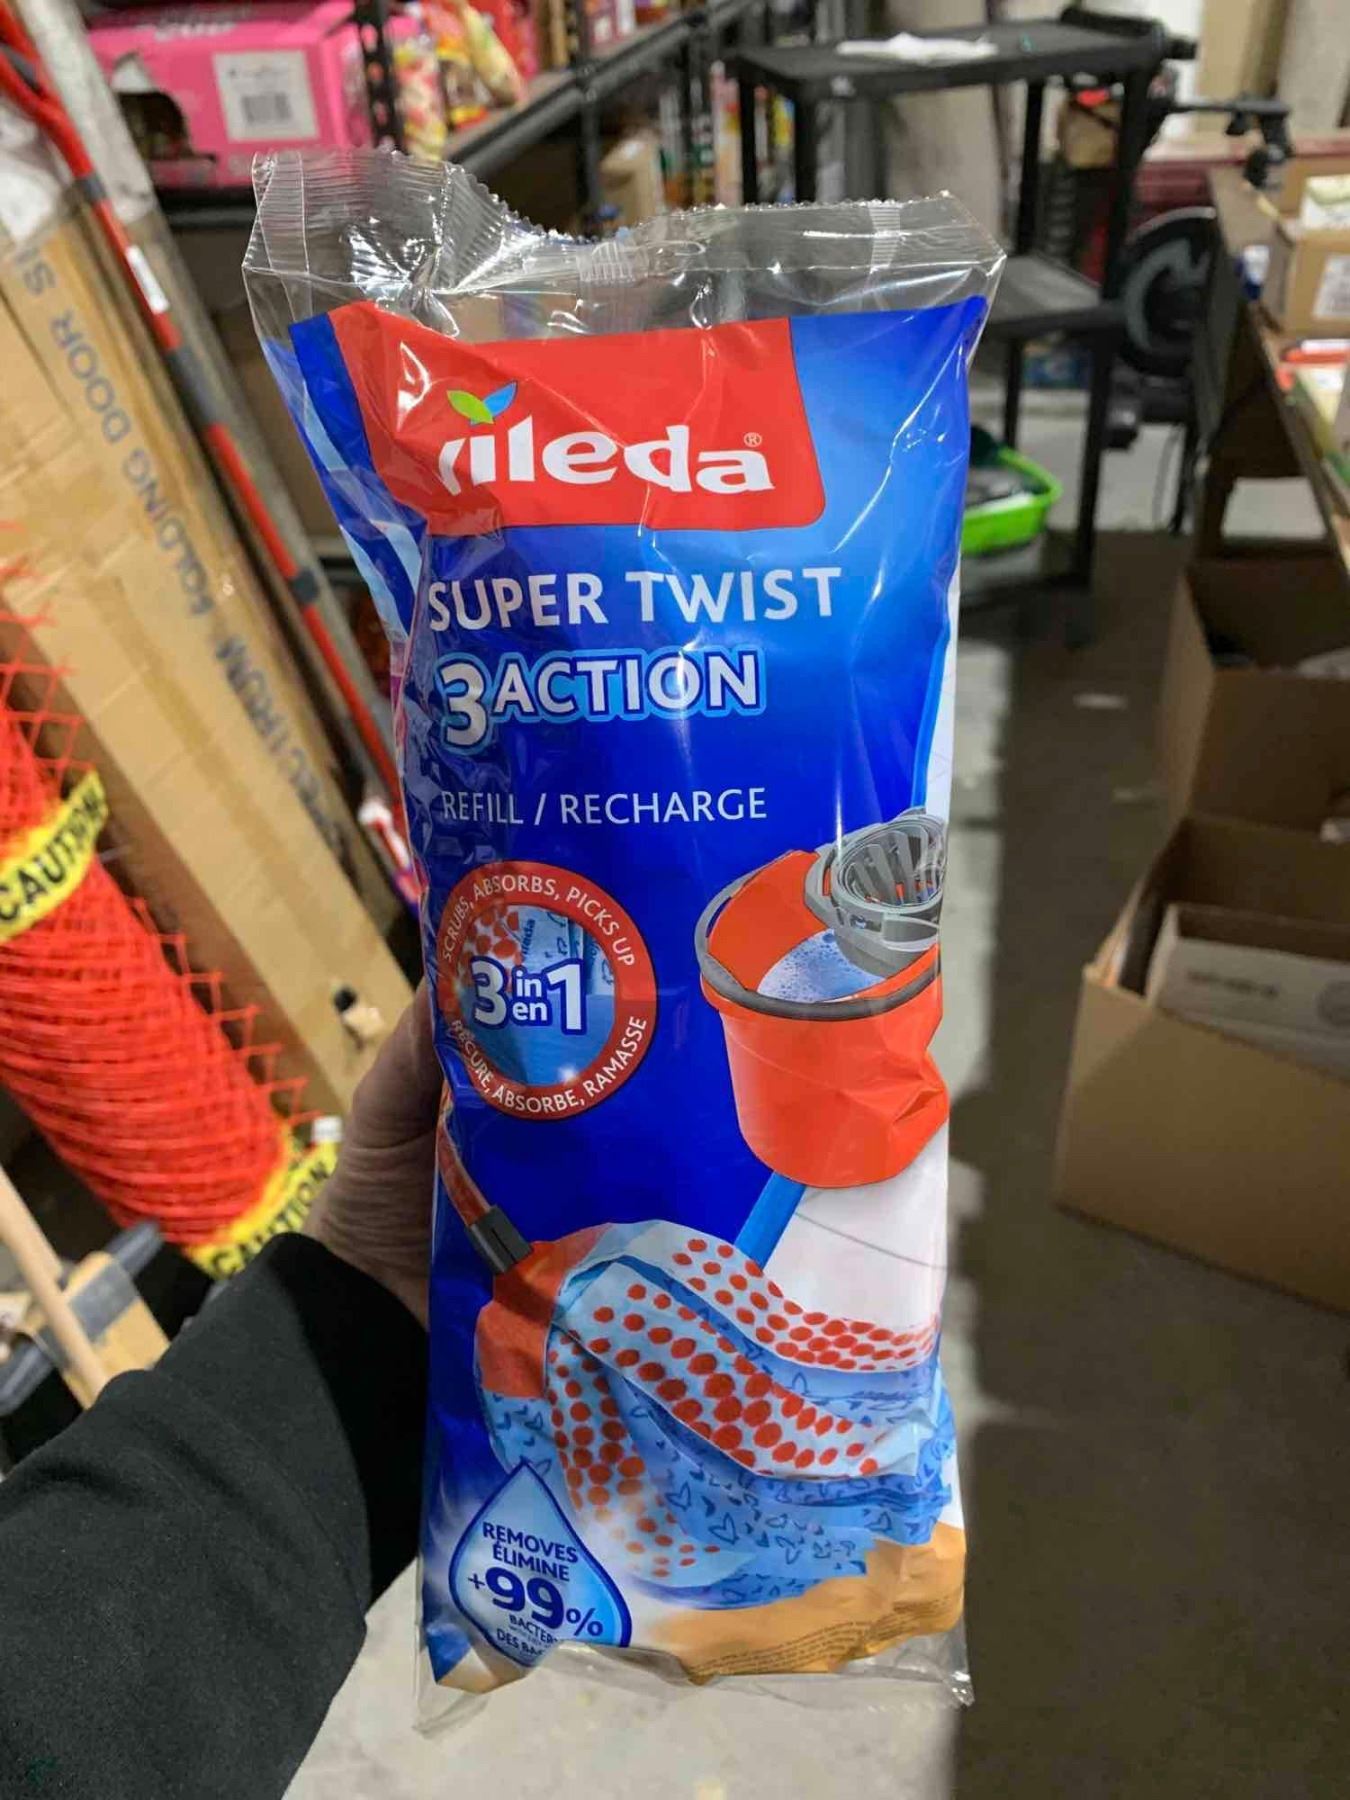 vileda®
SUPER TWIST
3ACTION
REFILL / RECHARGE
SCRUBS, ABSORBS, PICKS UP
3 in en 1
RÉCURE, ABSORBE, RAMASSE
REMOVES
ÉLIMINE
+99%
DES
CAUTION
CAUTION
FOLDING DOOR